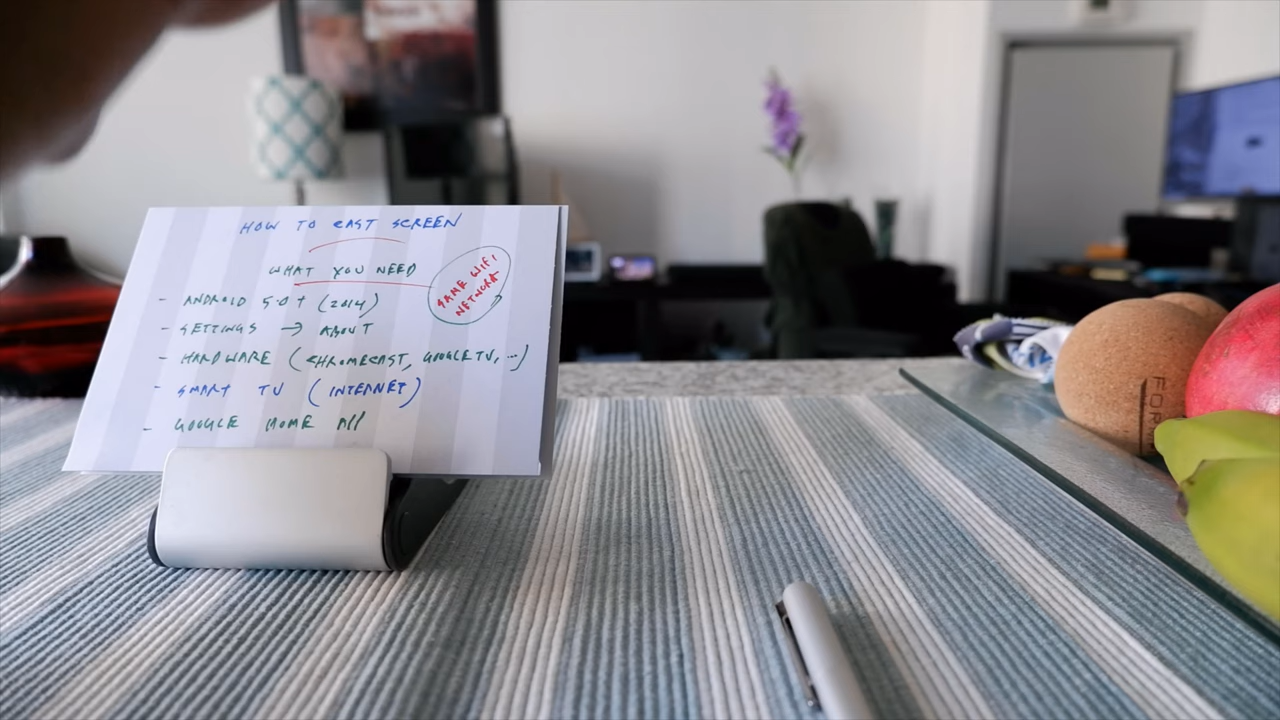 HOW TO CAST SCREEN
WHAT YOU NEED
SAME WIFI
NETWORK
- ANDROID 5.0+ (2014)
- SETTINGS → ABOUT
- HARDWARE (CHROMECAST, GOOGLE TV, ...)
- SMART TV (INTERNET)
- GOOGLE HOME
FOR